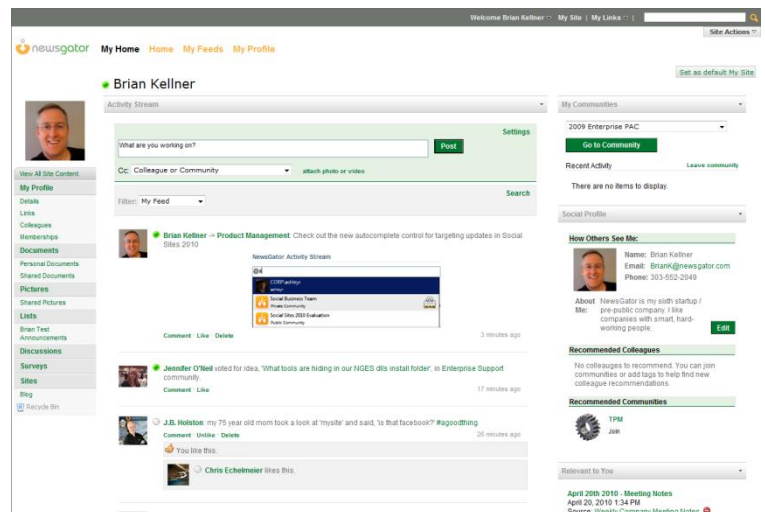 Welcome Brian Kellner My Site | My Links |
Site Actions
newsgator My Home Home My Feeds My Profile
Set as default My Site
Brian Kellner
Activity Stream
Settings
What are you working on?
Post
Cc: Colleague or Community
attach photo or video
Search
Filter: My Feed
Brian Kellner -> Product Management. Check out the new autocomplete control for targeting updates in Social
Sites 2010
NewsGator Activity Stream
Social Business Team
Private Community
Social Sites 2010 Evaluation
Public Community
Comment Like Delete
3 minutes ago
Jennifer O'Neil voted for idea, 'What tools are hiding in our NGES dlls install folder', in Enterprise Support
community.
Comment Like
17 minutes ago
J.B. Holston my 75 year old mom took a look at 'mysite' and said, 'is that facebook?' #agoodthing
Comment Unlike Delete
26 minutes ago
You like this.
Chris Echelmeier likes this.
View All Site Content
My Profile
Details
Links
Colleagues
Memberships
Documents
Personal Documents
Shared Documents
Pictures
Shared Pictures
Lists
Brian Test
Announcements
Discussions
Surveys
Sites
Blog
Recycle Bin
My Communities
2009 Enterprise PAC
Go to Community
Recent Activity
Leave community
There are no items to display.
Social Profile
How Others See Me:
Name: Brian Kellner
Email: BrianK@newsgator.com
Phone: 303-552-2049
About Me: NewsGator is my sixth startup /
pre-public company. I like
companies with smart, hard-
working people.
Edit
Recommended Colleagues
No colleauges to recommend. You can join
communities or add tags to help find new
colleague recommendations.
Recommended Communities
TPM
Join
Relevant to You
April 20th 2010 - Meeting Notes
April 20, 2010 1:34 PM
Source: Weekly Company Meeting Notes